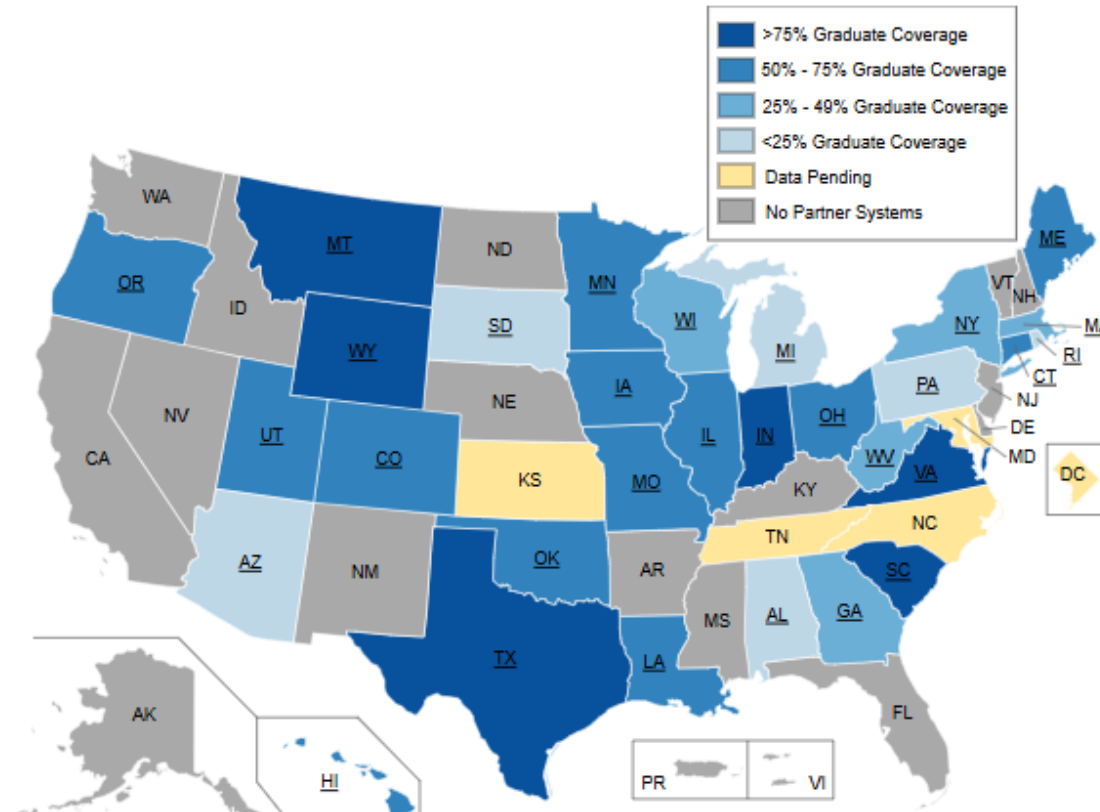 >75% Graduate Coverage
50% - 75% Graduate Coverage
25% - 49% Graduate Coverage
<25% Graduate Coverage
Data Pending
No Partner Systems
WA
MT
ND
MN
ME
VT
NH
OR
ID
SD
WI
MI
NY
MA
RI
CT
WY
NE
IA
PA
NJ
NV
UT
CO
IL
IN
OH
DE
MD
CA
KS
MO
KY
WV
VA
DC
AZ
NM
OK
AR
TN
NC
MS
AL
GA
SC
TX
LA
FL
AK
HI
PR
VI